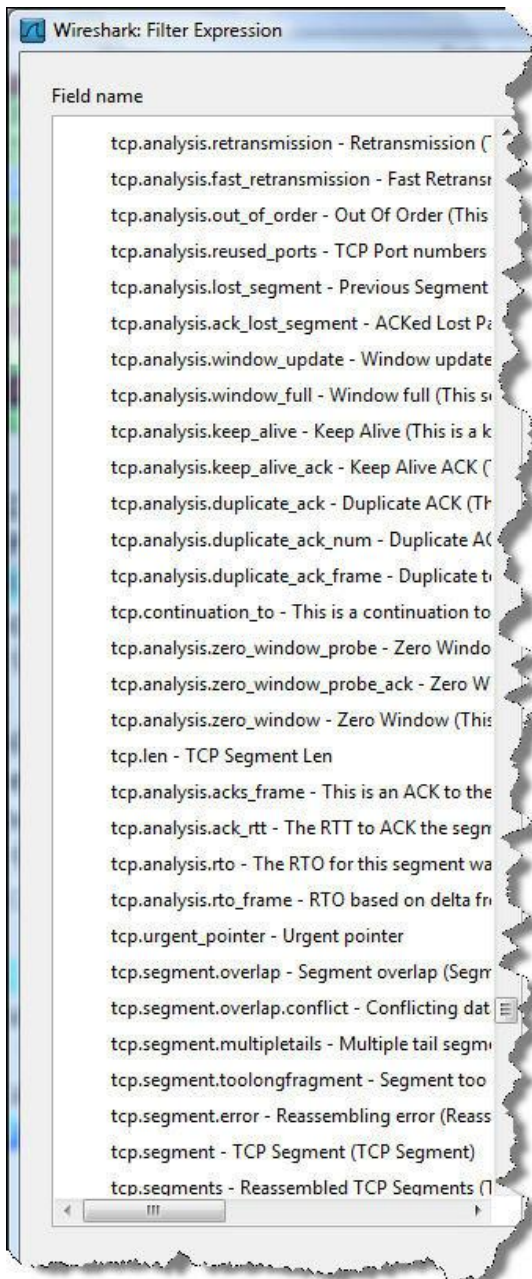 Wireshark: Filter Expression
Field name
tcp.analysis.retransmission - Retransmission (
tcp.analysis.fast_retransmission - Fast
tcp.analysis.out_of_order - Out Of Order (This
tcp.analysis.reused_ports - TCP Port numbers
tcp.analysis.lost_segment - Previous Segment
tcp.analysis.ack_lost_segment - ACKed Lost
tcp.analysis.window_update - Window update
tcp.analysis.window_full - Window full (This
tcp.analysis.keep_alive - Keep Alive (This is a k
tcp.analysis.keep_alive_ack - Keep Alive ACK (
tcp.analysis.duplicate_ack - Duplicate ACK (Th
tcp.analysis.duplicate_ack_num - Duplicate
tcp.analysis.duplicate_ack_frame - Duplicate
tcp.continuation_to - This is a continuation to
tcp.analysis.zero_window_probe - Zero Windo
tcp.analysis.zero_window_probe_ack - Zero W
tcp.analysis.zero_window - Zero Window (This
tcp.len - TCP Segment Len
tcp.analysis.acks_frame - This is an ACK to the
tcp.analysis.ack_rtt - The RTT to ACK the segm
tcp.analysis.rto - The RTO for this segment wa
tcp.analysis.rto_frame - RTO based on delta
tcp.urgent_pointer - Urgent pointer
tcp.segment.overlap - Segment overlap (Segm
tcp.segment.overlap.conflict - Conflicting dat
tcp.segment.multipletails - Multiple tail
tcp.segment.toolongfragment - Segment too
tcp.segment.error - Reassembling error (Reass
tcp.segment - TCP Segment (TCP Segment)
tcp.segments - Reassembled TCP Segments (